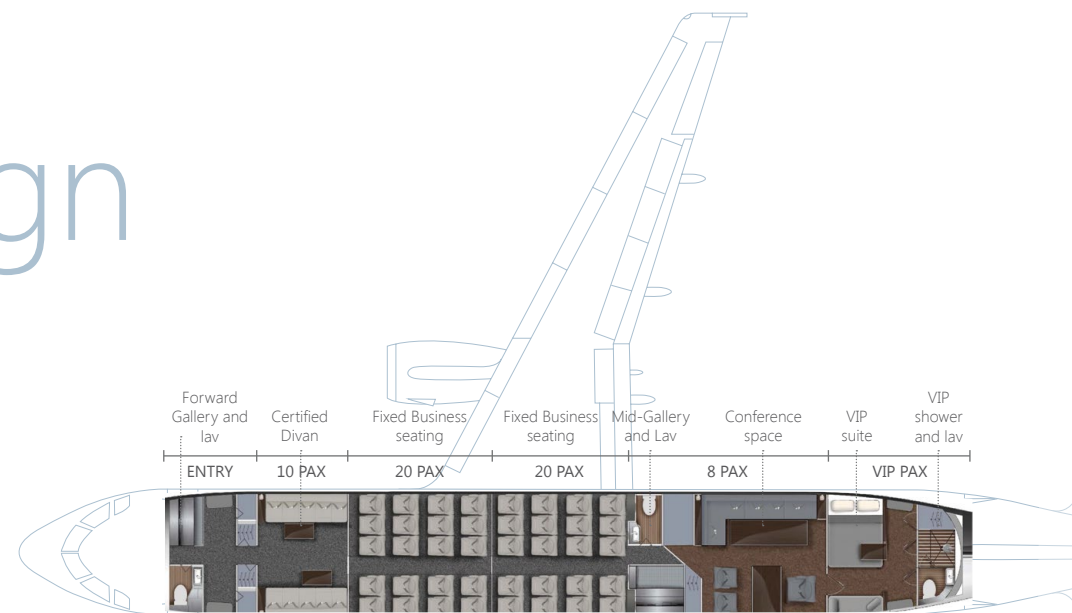 gn
Forward
Gallery and
lav
Certified
Divan
Fixed Business
seating
Fixed Business
seating
Mid-Gallery
and Lav
Conference
space
VIP
suite
VIP
shower
and lav
ENTRY
10 PAX
20 PAX
20 PAX
8 PAX
VIP PAX